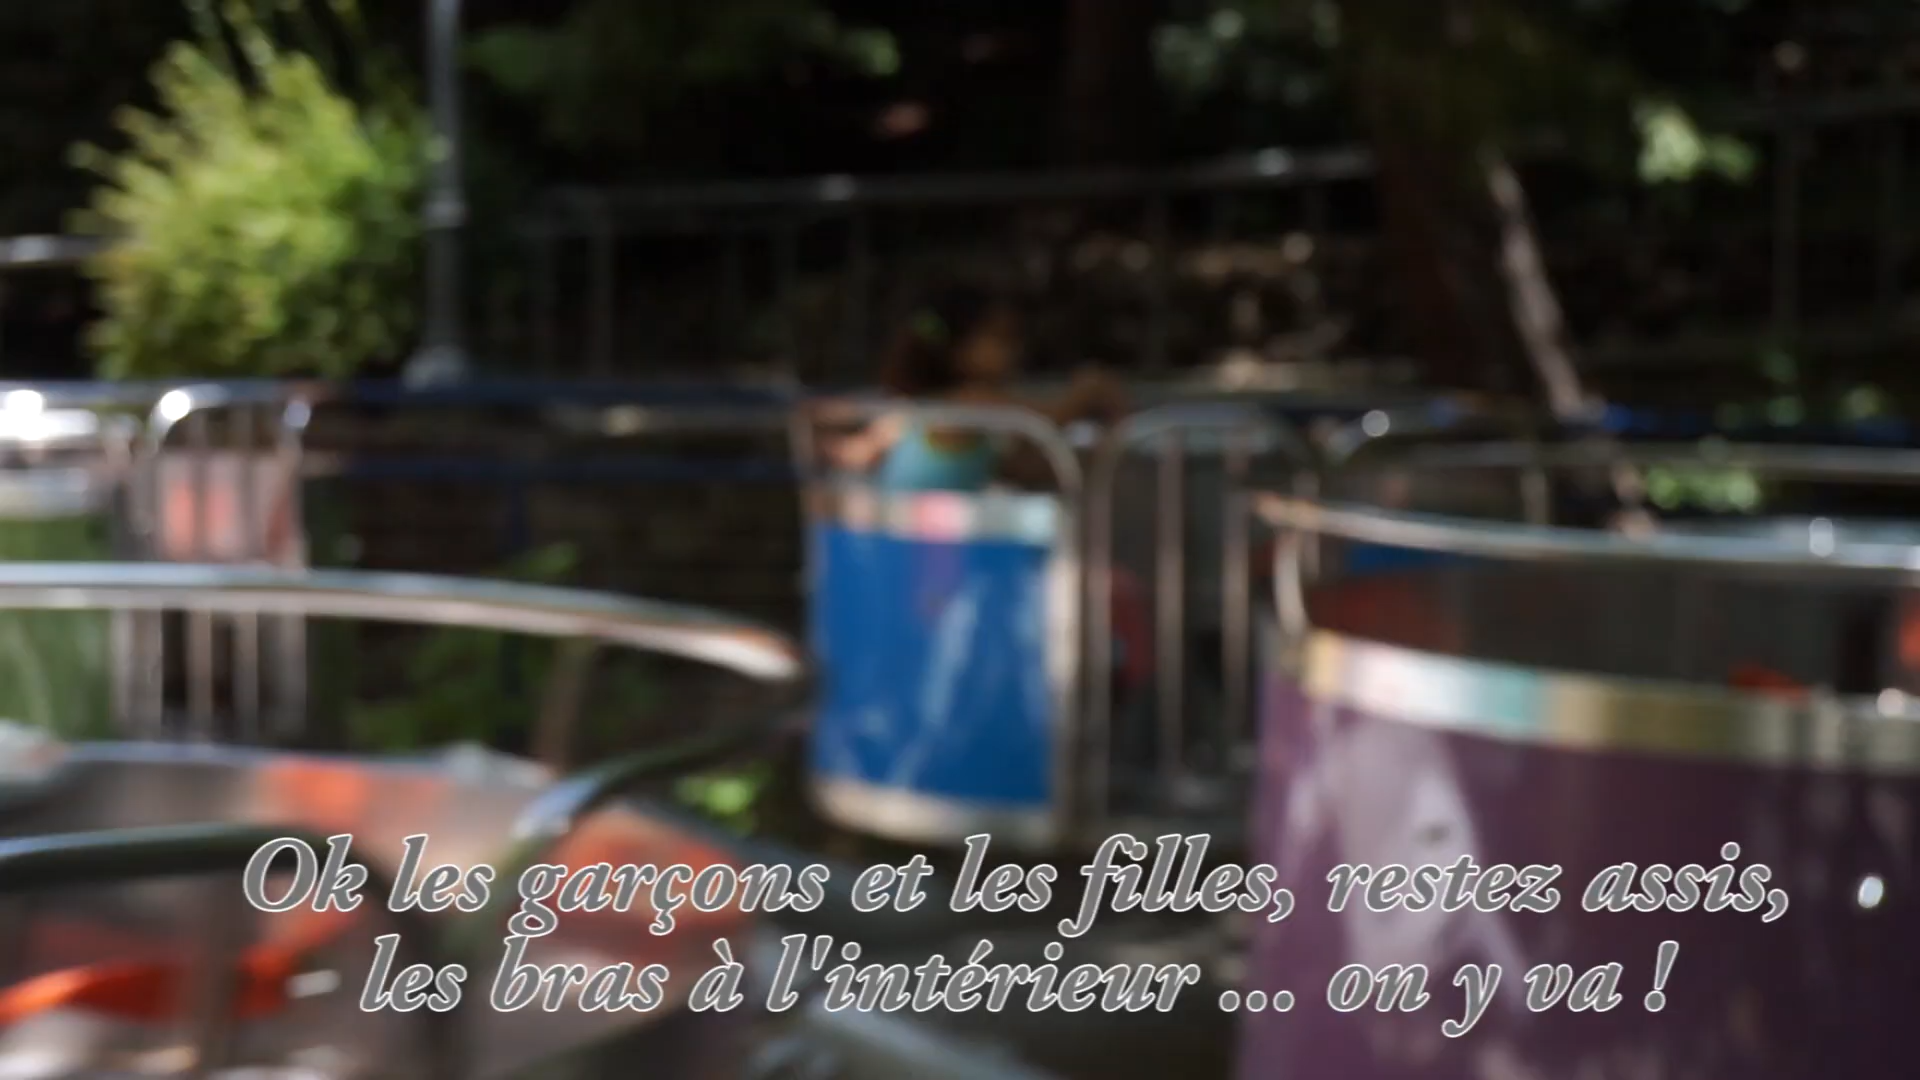 Ok les garçons et les filles, restez assis,
les bras à l'intérieur ... on y va !